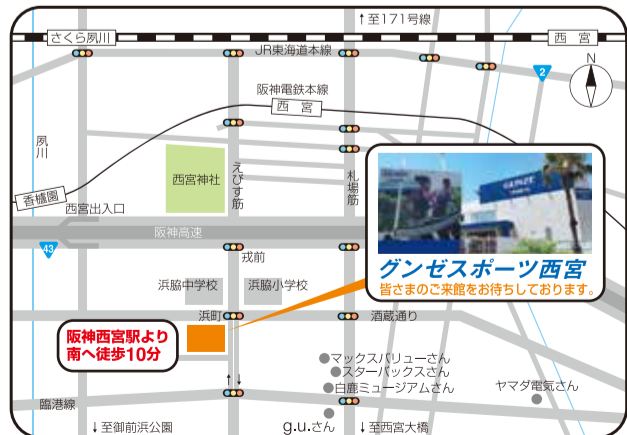 ↑至171号線
さくら夙川
JR東海道本線
西 宮
2
N
阪神電鉄本線
西 宮
夙川
西宮神社
えびす筋
札場筋
香櫨園
西宮出入口
阪神高速
43
戎前
GUNZE
グンゼスポーツ西宮
皆さまのご来館をお待ちしております。
浜脇中学校
浜脇小学校
浜町
酒蔵通り
阪神西宮駅より
南へ徒歩10分
マックスバリューさん
スターバックスさん
白鹿ミュージアムさん
ヤマダ電気さん
臨港線
↑ ↓
↓至御前浜公園
g.u.さん
↓至西宮大橋